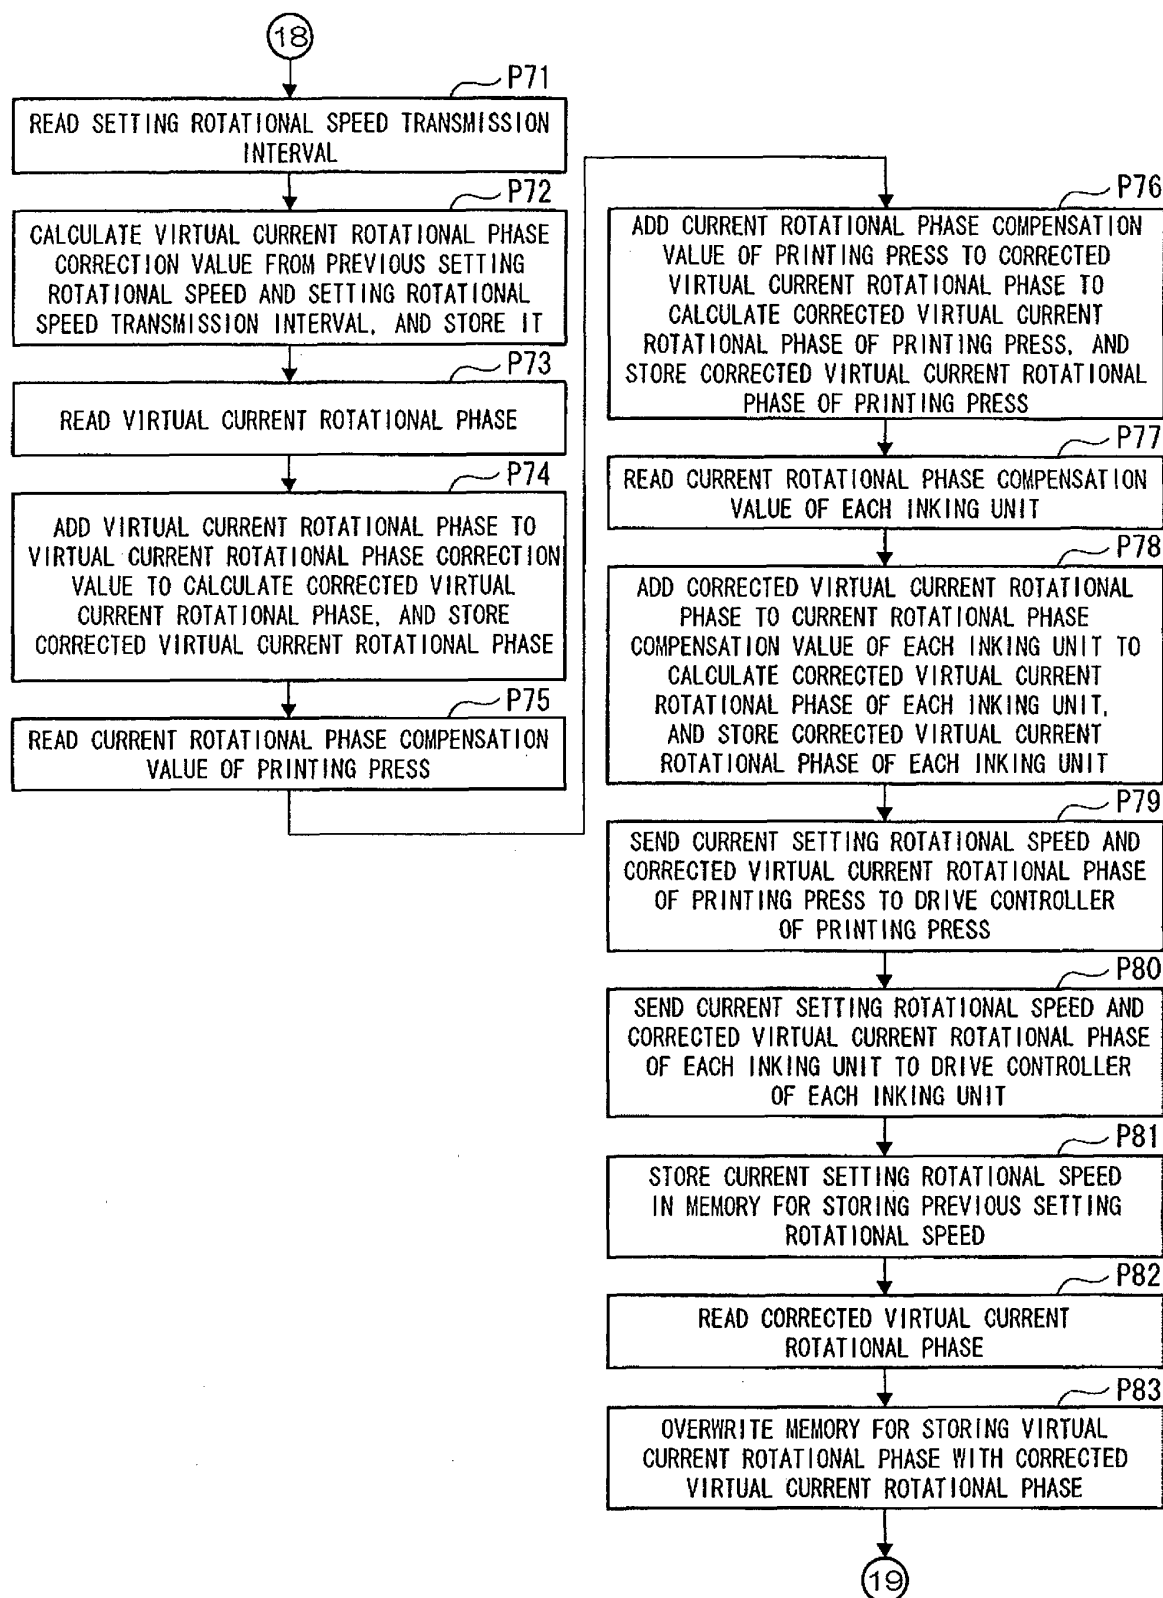 18
P71
READ SETTING ROTATIONAL SPEED TRANSMISSION
INTERVAL
P72
CALCULATE VIRTUAL CURRENT ROTATIONAL PHASE
CORRECTION VALUE FROM PREVIOUS SETTING
ROTATIONAL SPEED AND SETTING ROTATIONAL
SPEED TRANSMISSION INTERVAL, AND STORE IT
P73
READ VIRTUAL CURRENT ROTATIONAL PHASE
P74
ADD VIRTUAL CURRENT ROTATIONAL PHASE TO
VIRTUAL CURRENT ROTATIONAL PHASE CORRECTION
VALUE TO CALCULATE CORRECTED VIRTUAL
CURRENT ROTATIONAL PHASE, AND STORE
CORRECTED VIRTUAL CURRENT ROTATIONAL PHASE
P75
READ CURRENT ROTATIONAL PHASE COMPENSATION
VALUE OF PRINTING PRESS
P76
ADD CURRENT ROTATIONAL PHASE COMPENSATION
VALUE OF PRINTING PRESS TO CORRECTED
VIRTUAL CURRENT ROTATIONAL PHASE TO
CALCULATE CORRECTED VIRTUAL CURRENT
ROTATIONAL PHASE OF PRINTING PRESS, AND
STORE CORRECTED VIRTUAL CURRENT ROTATIONAL
PHASE OF PRINTING PRESS
P77
READ CURRENT ROTATIONAL PHASE COMPENSATION
VALUE OF EACH INKING UNIT
P78
ADD CORRECTED VIRTUAL CURRENT ROTATIONAL
PHASE TO CURRENT ROTATIONAL PHASE
COMPENSATION VALUE OF EACH INKING UNIT TO
CALCULATE CORRECTED VIRTUAL CURRENT
ROTATIONAL PHASE OF EACH INKING UNIT,
AND STORE CORRECTED VIRTUAL CURRENT
ROTATIONAL PHASE OF EACH INKING UNIT
P79
SEND CURRENT SETTING ROTATIONAL SPEED AND
CORRECTED VIRTUAL CURRENT ROTATIONAL PHASE
OF PRINTING PRESS TO DRIVE CONTROLLER
OF PRINTING PRESS
P80
SEND CURRENT SETTING ROTATIONAL SPEED AND
CORRECTED VIRTUAL CURRENT ROTATIONAL PHASE
OF EACH INKING UNIT TO DRIVE CONTROLLER
OF EACH INKING UNIT
P81
STORE CURRENT SETTING ROTATIONAL SPEED
IN MEMORY FOR STORING PREVIOUS SETTING
ROTATIONAL SPEED
P82
READ CORRECTED VIRTUAL CURRENT
ROTATIONAL PHASE
P83
OVERWRITE MEMORY FOR STORING VIRTUAL
CURRENT ROTATIONAL PHASE WITH CORRECTED
VIRTUAL CURRENT ROTATIONAL PHASE
19